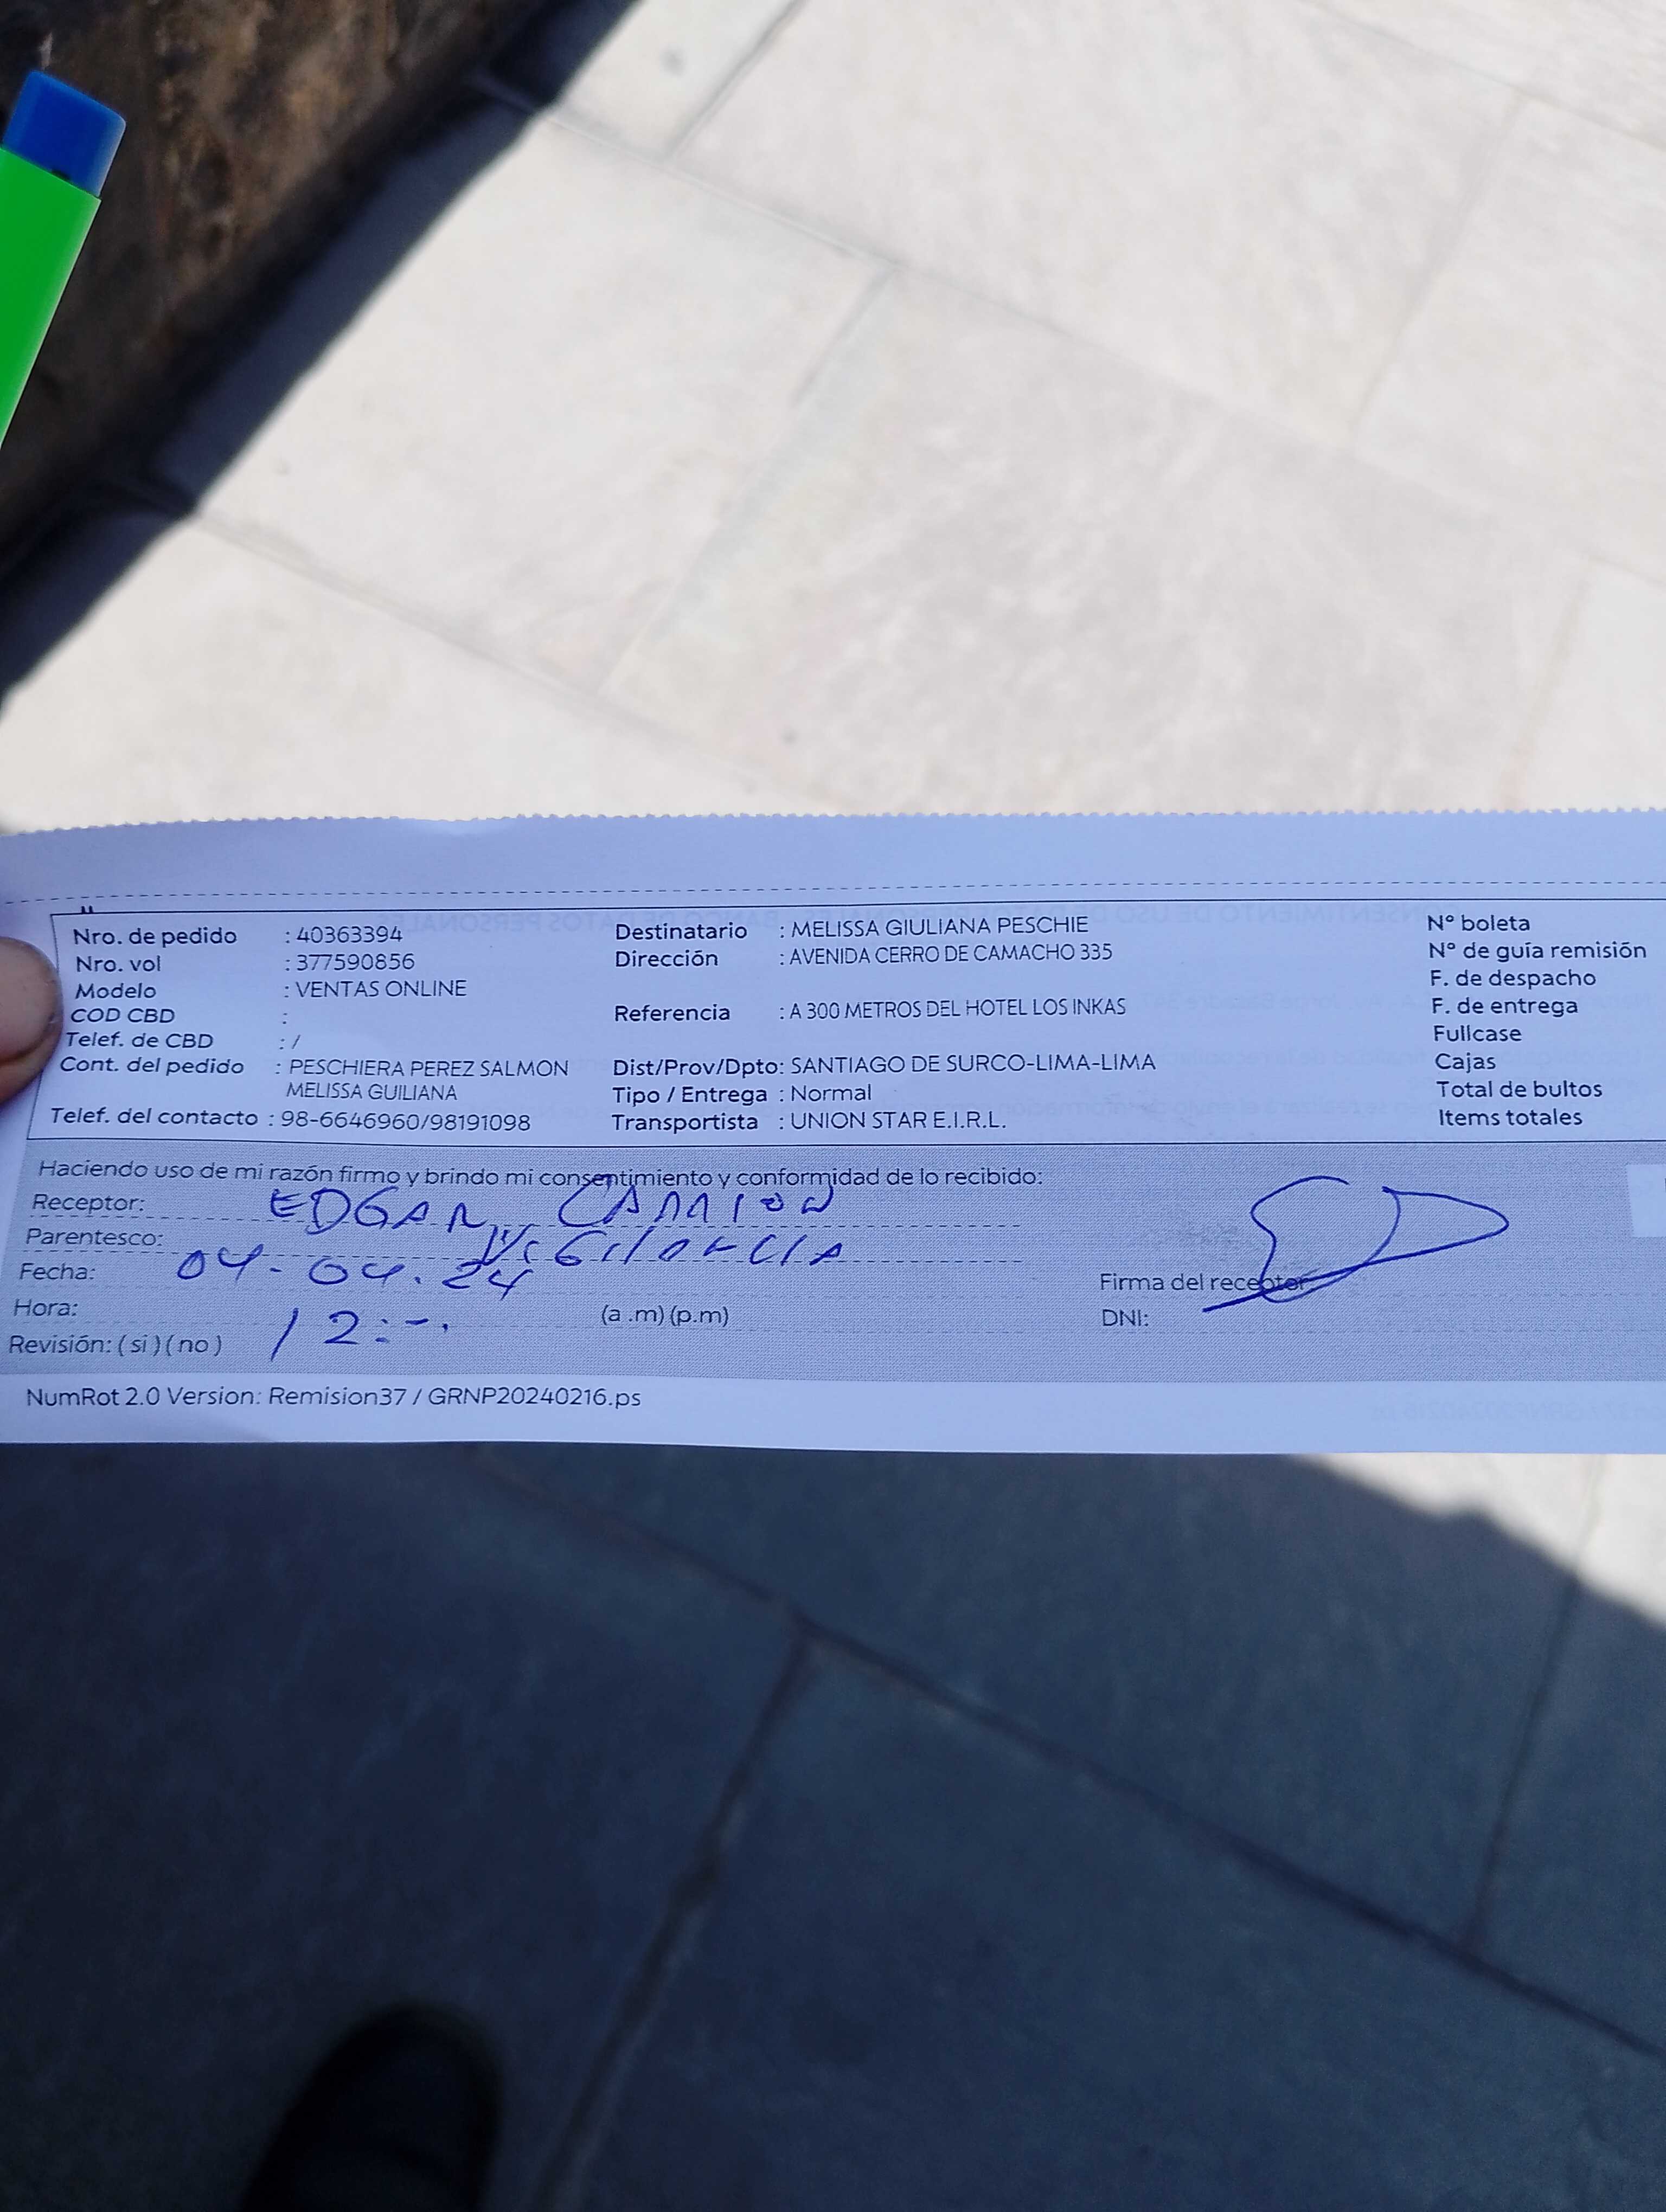 Nro. de pedido : 40363394
Nro. vol : 377590856
Modelo : VENTAS ONLINE
COD CBD :
Telef. de CBD : /
Cont. del pedido : PESCHIERA PEREZ SALMON
MELISSA GUILIANA
Telef. del contacto : 98-6646960/98191098
Destinatario : MELISSA GIULIANA PESCHIE
Dirección : AVENIDA CERRO DE CAMACHO 335
Referencia : A 300 METROS DEL HOTEL LOS INKAS
Dist/Prov/Dpto: SANTIAGO DE SURCO-LIMA-LIMA
Tipo / Entrega : Normal
Transportista : UNION STAR E.I.R.L.
N° boleta
N° de guía remisión
F. de despacho
F. de entrega
Fullcase
Cajas
Total de bultos
Items totales
Haciendo uso de mi razón firmo y brindo mi consentimiento y conformidad de lo recibido:
Receptor: EDGAR CARRION
Parentesco: VIGILANCIA
Fecha: 04-04-24
Hora: 12:-. (a .m) (p.m)
Revisión: ( si ) ( no )
Firma del receptor
DNI:
NumRot 2.0 Version: Remision37 / GRNP20240216.ps